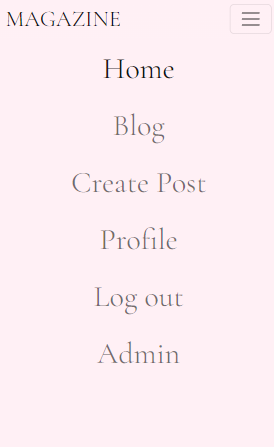 MAGAZINE
Home
Blog
Create Post
Profile
Log out
Admin